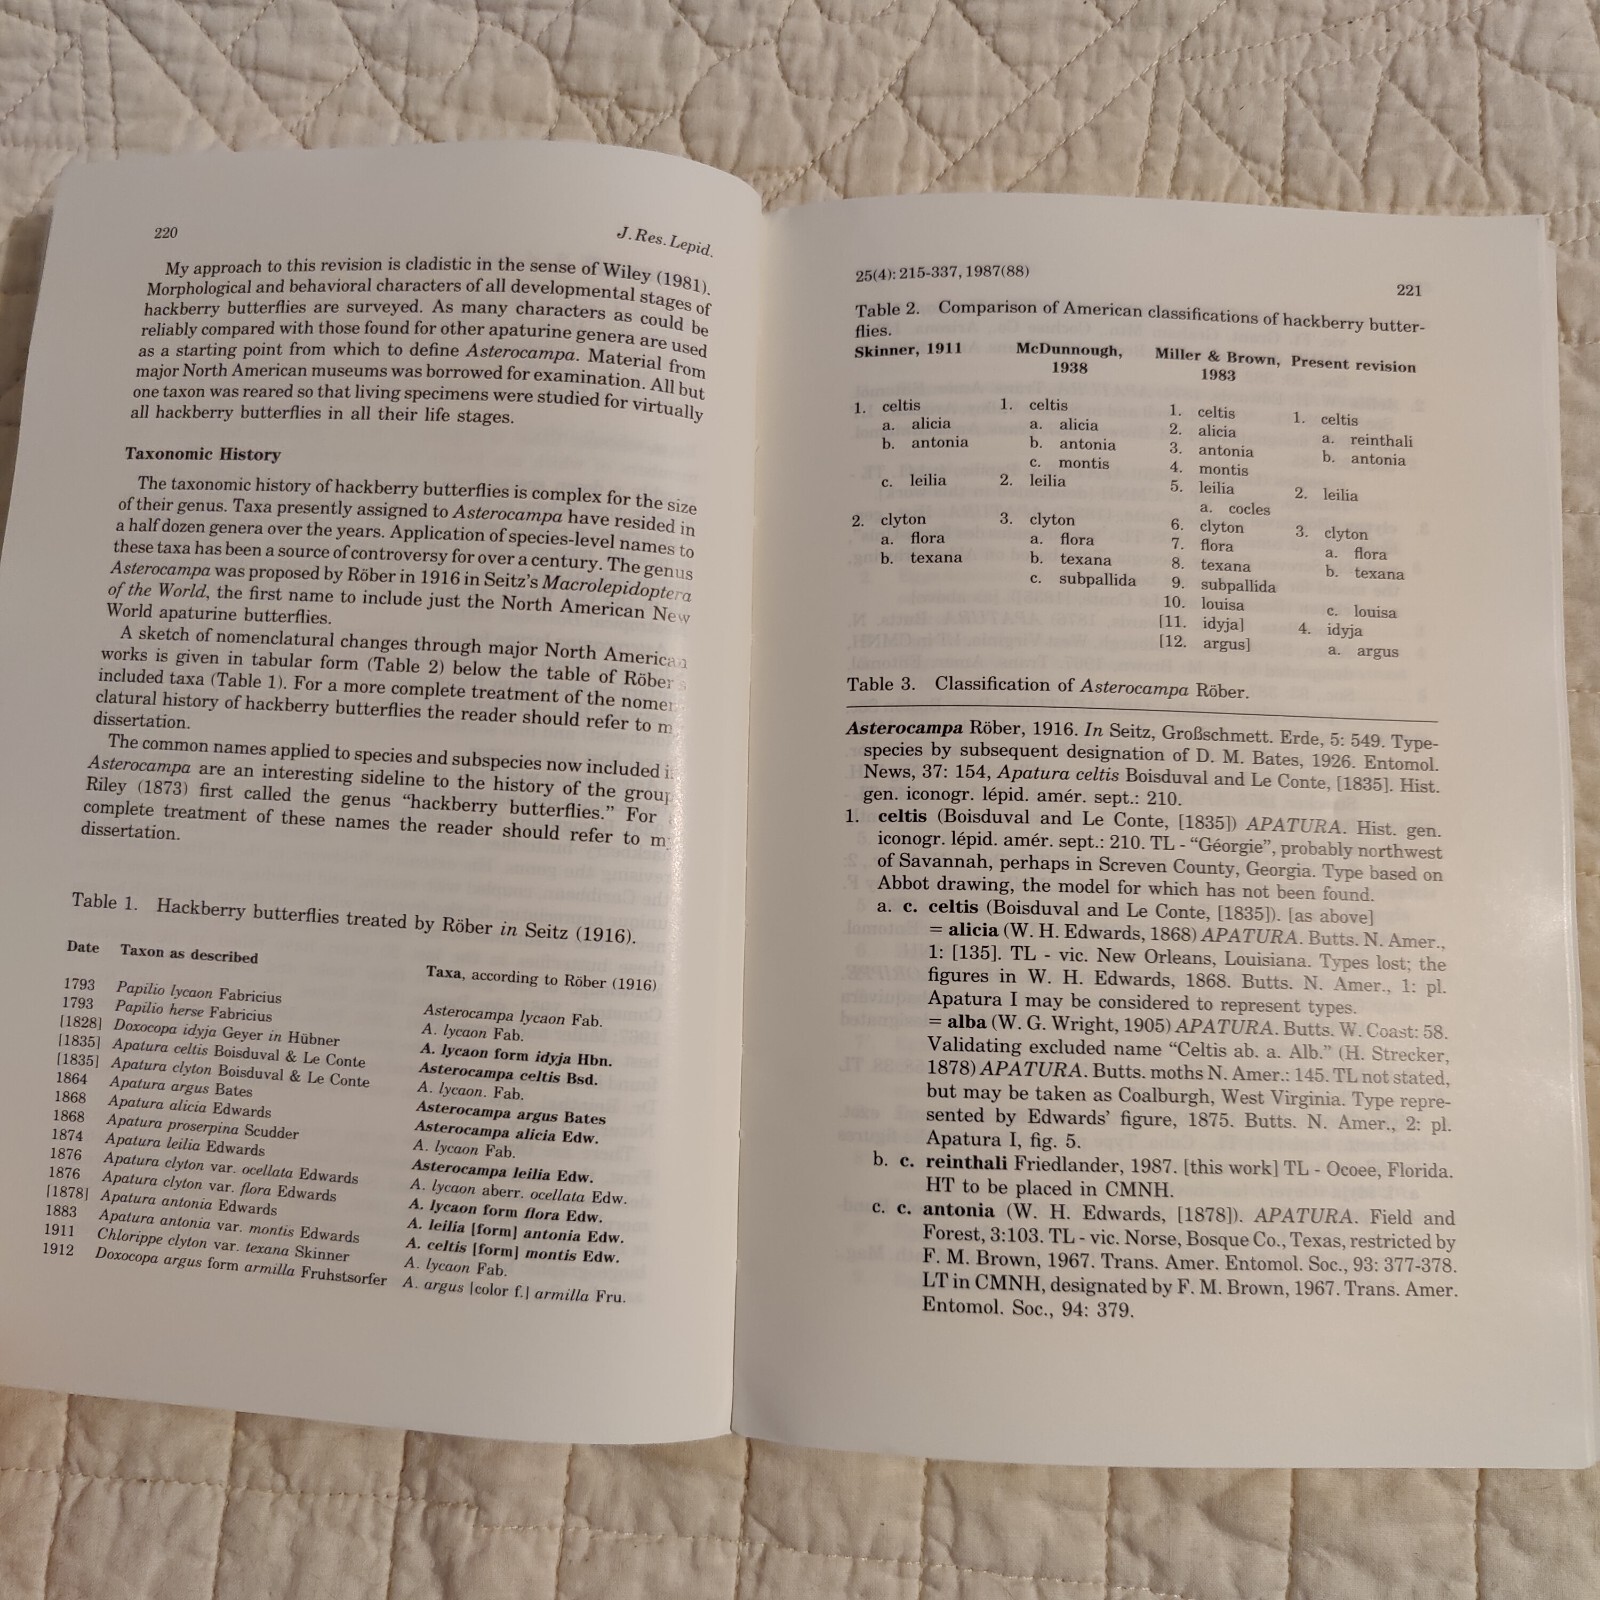 220
J. Res. Lepid.
My approach to this revision is cladistic in the sense of Wiley (1981).
Morphological and behavioral characters of all developmental stages of
hackberry butterflies are surveyed. As many characters as could be
reliably compared with those found for other apaturine genera are used
as a starting point from which to define Asterocampa. Material from
major North American museums was borrowed for examination. All but
one taxon was reared so that living specimens were studied for virtually
all hackberry butterflies in all their life stages.
Taxonomic History
The taxonomic history of hackberry butterflies is complex for the size
of their genus. Taxa presently assigned to Asterocampa have resided in
a half dozen genera over the years. Application of species-level names to
these taxa has been a source of controversy for over a century. The genus
Asterocampa was proposed by Röber in 1916 in Seitz's Macrolepidoptera
of the World, the first name to include just the North American New
World apaturine butterflies.
A sketch of nomenclatural changes through major North American
works is given in tabular form (Table 2) below the table of Röber's
included taxa (Table 1). For a more complete treatment of the nomen
clatural history of hackberry butterflies the reader should refer to m
dissertation.
The common names applied to species and subspecies now included i
Asterocampa are an interesting sideline to the history of the group
Riley (1873) first called the genus "hackberry butterflies." For
complete treatment of these names the reader should refer to m
dissertation.
Table 1. Hackberry butterflies treated by Röber in Seitz (1916).
Date Taxon as described Taxa, according to Röber (1916)
1793 Papilio lycaon Fabricius Asterocampa lycaon Fab.
1793 Papilio herse Fabricius A. lycaon Fab.
[1828] Doxocopa idyja Geyer in Hübner A. lycaon form idyja Hbn.
[1835] Apatura celtis Boisduval & Le Conte Asterocampa celtis Bsd.
[1835] Apatura clyton Boisduval & Le Conte A. lycaon. Fab.
1864 Apatura argus Bates Asterocampa argus Bates
1868 Apatura alicia Edwards Asterocampa alicia Edw.
1868 Apatura proserpina Scudder A. lycaon Fab.
1874 Apatura leilia Edwards Asterocampa leilia Edw.
1876 Apatura clyton var. ocellata Edwards A. lycaon aberr. ocellata Edw.
1876 Apatura clyton var. flora Edwards A. lycaon form flora Edw.
[1878] Apatura antonia Edwards A. leilia [form] antonia Edw.
1883 Apatura antonia var. montis Edwards A. celtis [form] montis Edw.
1911 Chlorippe clyton var. texana Skinner A. lycaon Fab.
1912 Doxocopa argus form armilla Fruhstsorfer A. argus [color f.] armilla Fru.
25(4): 215-337, 1987(88)
221
Table 2. Comparison of American classifications of hackberry butter-
flies.
Skinner, 1911 McDunnough, Miller & Brown, Present revision
1938 1983
1. celtis 1. celtis 1. celtis 1. celtis
a. alicia a. alicia 2. alicia a. reinthali
b. antonia b. antonia 3. antonia b. antonia
c. montis 4. montis
c. leilia 2. leilia 5. leilia 2. leilia
a. cocles
2. clyton 3. clyton 6. clyton 3. clyton
a. flora a. flora 7. flora a. flora
b. texana b. texana 8. texana b. texana
c. subpallida 9. subpallida
10. louisa c. louisa
[11. idyja] 4. idyja
[12. argus] a. argus
Table 3. Classification of Asterocampa Röber.
Asterocampa Röber, 1916. In Seitz, Großschmett. Erde, 5: 549. Type-
species by subsequent designation of D. M. Bates, 1926. Entomol.
News, 37: 154, Apatura celtis Boisduval and Le Conte, [1835]. Hist.
gen. iconogr. lépid. amér. sept.: 210.
1. celtis (Boisduval and Le Conte, [1835]) APATURA. Hist. gen.
iconogr. lépid. amér. sept.: 210. TL - "Géorgie", probably northwest
of Savannah, perhaps in Screven County, Georgia. Type based on
Abbot drawing, the model for which has not been found.
a. c. celtis (Boisduval and Le Conte, [1835]). [as above]
= alicia (W. H. Edwards, 1868) APATURA. Butts. N. Amer.,
1: [135]. TL - vic. New Orleans, Louisiana. Types lost; the
figures in W. H. Edwards, 1868. Butts. N. Amer., 1: pl.
Apatura I may be considered to represent types.
= alba (W. G. Wright, 1905) APATURA. Butts. W. Coast: 58.
Validating excluded name "Celtis ab. a. Alb." (H. Strecker,
1878) APATURA. Butts. moths N. Amer.: 145. TL not stated,
but may be taken as Coalburgh, West Virginia. Type repre-
sented by Edwards' figure, 1875. Butts. N. Amer., 2: pl.
Apatura I, fig. 5.
b. c. reinthali Friedlander, 1987. [this work] TL - Ocoee, Florida.
HT to be placed in CMNH.
c. c. antonia (W. H. Edwards, [1878]). APATURA. Field and
Forest, 3:103. TL - vic. Norse, Bosque Co., Texas, restricted by
F. M. Brown, 1967. Trans. Amer. Entomol. Soc., 93: 377-378.
LT in CMNH, designated by F. M. Brown, 1967. Trans. Amer.
Entomol. Soc., 94: 379.